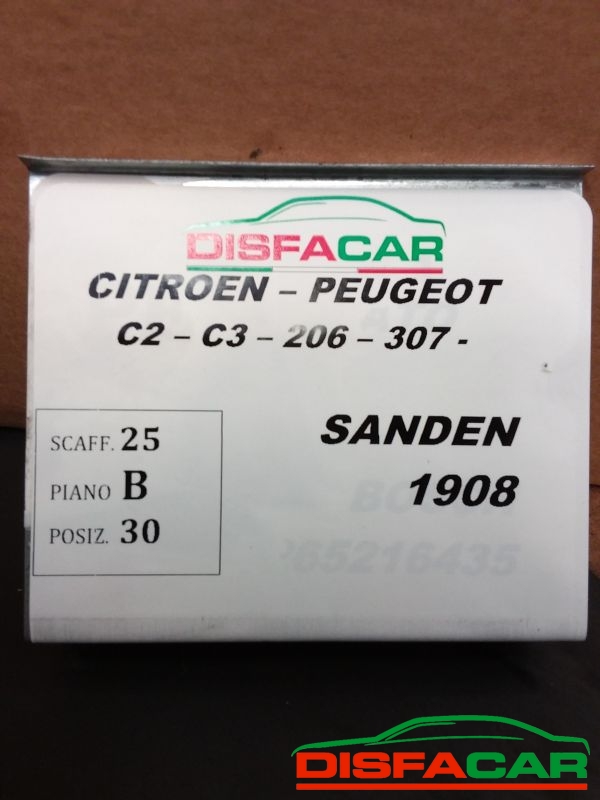 DISFACAR
CITROEN – PEUGEOT
C2 – C3 – 206 – 307 -
SCAFF. 25
PIANO B
POSIZ. 30
SANDEN
1908
DISFACAR